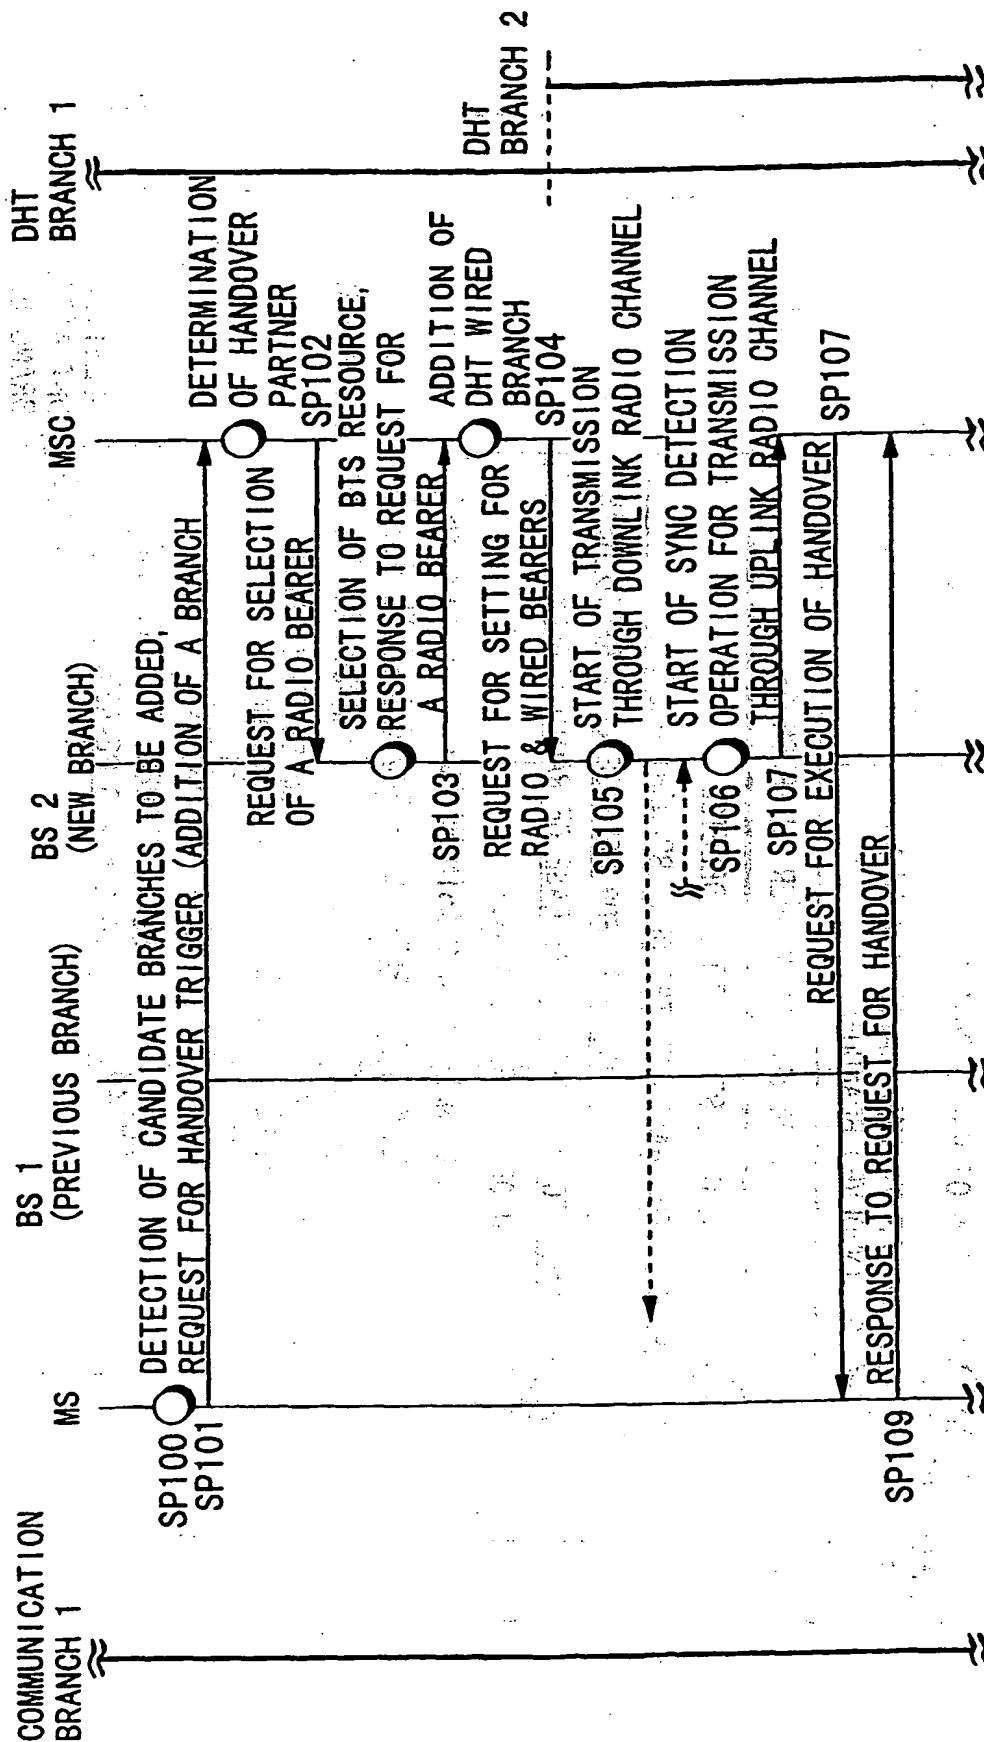 COMMUNICATION
BRANCH 1
MS
BS 1
(PREVIOUS BRANCH)
BS 2
(NEW BRANCH)
MSC
DHT
BRANCH 1
SP100
DETECTION OF CANDIDATE BRANCHES TO BE ADDED,
SP101
REQUEST FOR HANDOVER TRIGGER (ADDITION OF A BRANCH
DETERMINATION
OF HANDOVER
PARTNER
REQUEST FOR SELECTION
OF A RADIO BEARER
SP102
SELECTION OF BTS RESOURCE,
RESPONSE TO REQUEST FOR
A RADIO BEARER
SP103
ADDITION OF
DHT WIRED
BRANCH
DHT
BRANCH 2
REQUEST FOR SETTING FOR
RADIO & WIRED BEARERS
SP104
START OF TRANSMISSION
SP105
THROUGH DOWNLINK RADIO CHANNEL
START OF SYNC DETECTION
SP106
OPERATION FOR TRANSMISSION
THROUGH UPLINK RADIO CHANNEL
SP107
REQUEST FOR EXECUTION OF HANDOVER
SP107
RESPONSE TO REQUEST FOR HANDOVER
SP109